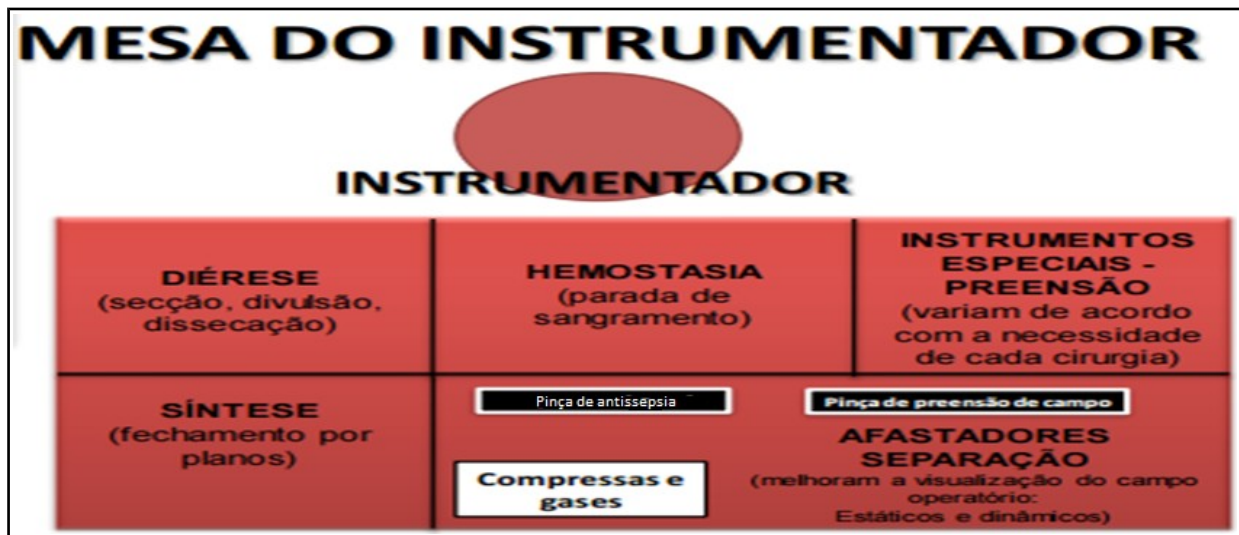 MESA DO INSTRUMENTADOR
INSTRUMENTADOR
DIÉRESE
(secção, divulsão,
dissecação)
HEMOSTASIA
(parada de
sangramento)
INSTRUMENTOS
ESPECIAIS -
PREENSÃO
(variam de acordo
com a necessidade
de cada cirurgia)
SÍNTESE
(fechamento por
planos)
Pinça de antissepsia
Compressas e
gases
Pinça de preensão de campo
AFASTADORES
SEPARAÇÃO
(melhoram a visualização do campo
operatório:
Estáticos e dinâmicos)